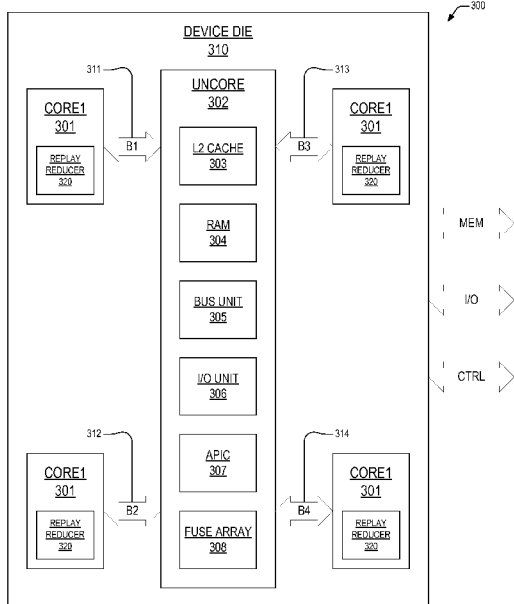 300
DEVICE DIE
310
311
313
UNCORE
302
CORE1
301
REPLAY
REDUCER
320
B1
L2 CACHE
303
B3
CORE1
301
REPLAY
REDUCER
320
RAM
304
MEM
BUS UNIT
305
I/O
I/O UNIT
306
CTRL
312
314
APIC
307
CORE1
301
REPLAY
REDUCER
320
B2
FUSE ARRAY
308
B4
CORE1
301
REPLAY
REDUCER
320